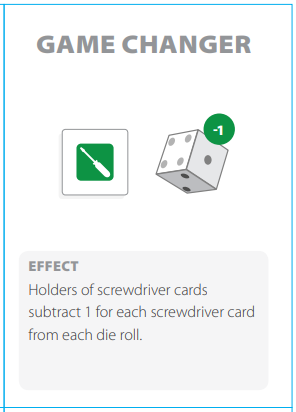 GAME CHANGER
-1
EFFECT
Holders of screwdriver cards
subtract 1 for each screwdriver card
from each die roll.